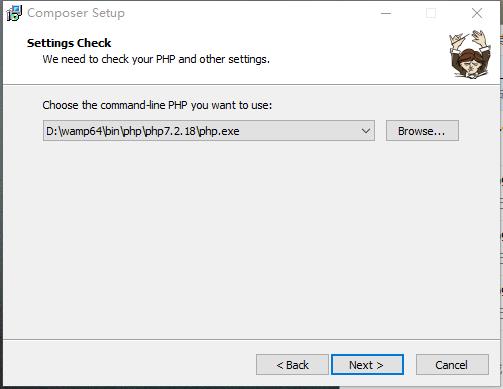 Composer Setup
Settings Check
We need to check your PHP and other settings.
Choose the command-line PHP you want to use:
D:\wamp64\bin\php\php7.2.18\php.exe
Browse...
< Back
Next >
Cancel